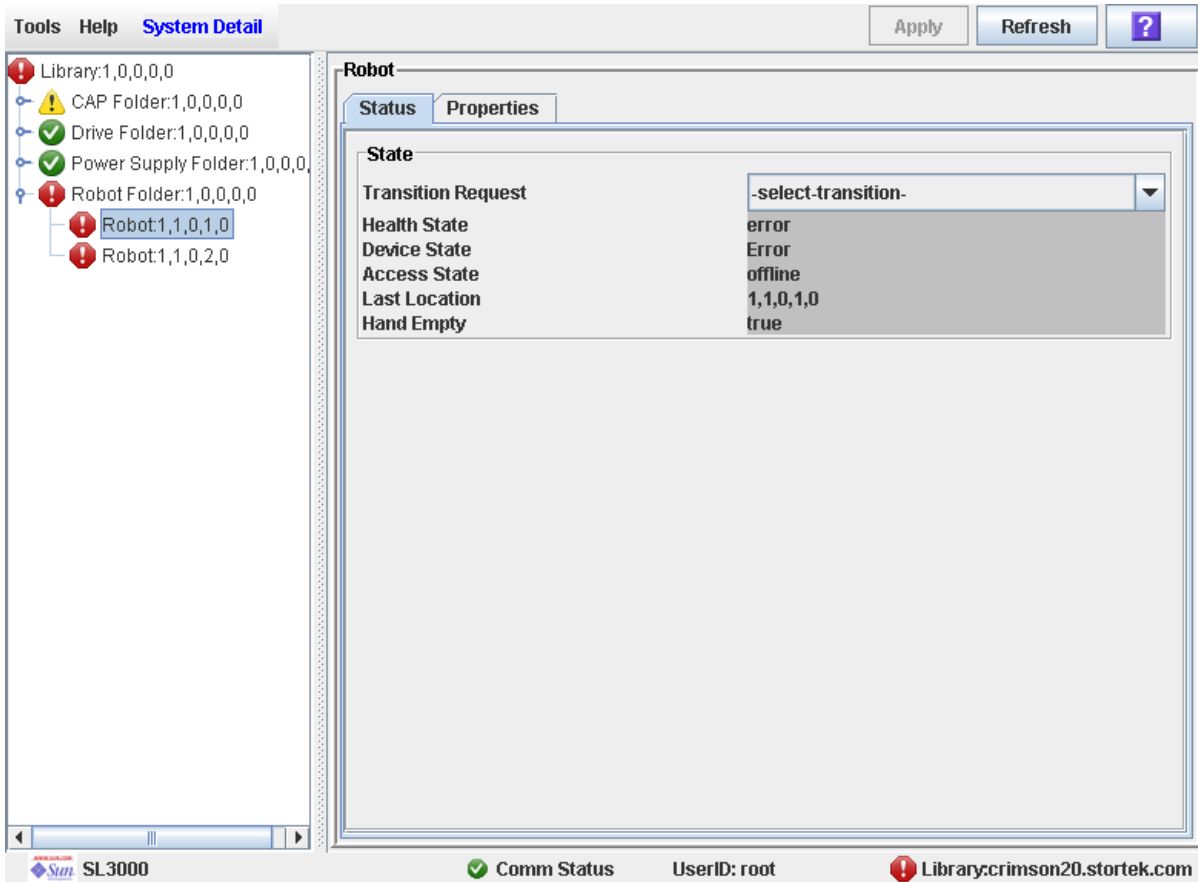 Tools Help System Detail Apply Refresh ?
Library:1,0,0,0,0
CAP Folder:1,0,0,0,0
Drive Folder:1,0,0,0,0
Power Supply Folder:1,0,0,0,
Robot Folder:1,0,0,0,0
Robot:1,1,0,1,0
Robot:1,1,0,2,0
Robot
Status Properties
State
Transition Request -select-transition-
Health State error
Device State Error
Access State offline
Last Location 1,1,0,1,0
Hand Empty true
Sun SL3000 Comm Status UserID: root Library:crimson20.stortek.com